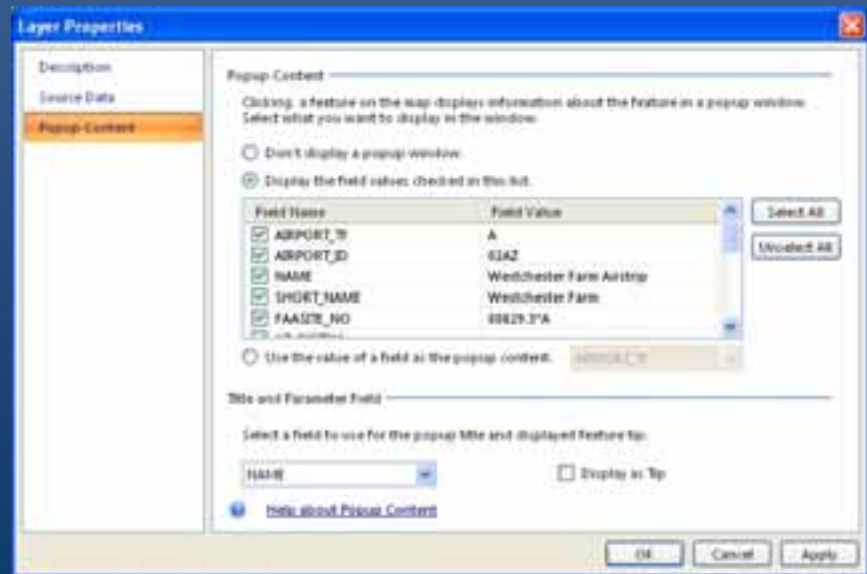 Layer Properties
Description
Source Data
Popup Content
Popup Content
Clicking a feature on the map displays information about the feature in a popup window.
Select what you want to display in the window.
Don't display a popup window.
Display the field values checked in this list.
Field Name Field Value
AIRPORT_TY A
AIRPORT_ID 02AZ
NAME Westchester Farm Airstrip
SHORT_NAME Westchester Farm
FAASITE_NO
Select All
Unselect All
Use the value of a field as the popup content.
Title and Parameter Field
Select a field to use for the popup title and displayed feature tip:
NAME
Display as Tip
Help about Popup Content
OK Cancel Apply